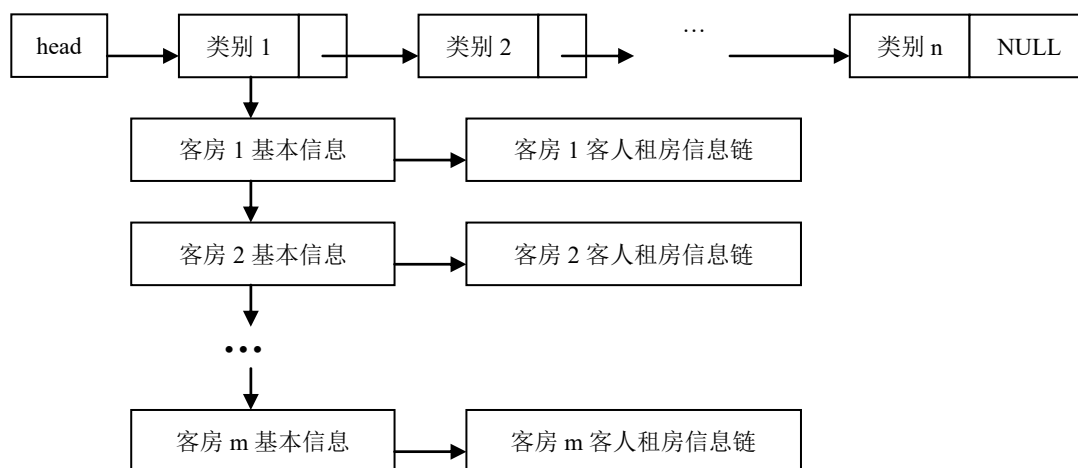 head 类别 1 类别 2 … 类别 n NULL
客房 1 基本信息 客房 1 客人租房信息链
客房 2 基本信息 客房 2 客人租房信息链
…
客房 m 基本信息 客房 m 客人租房信息链